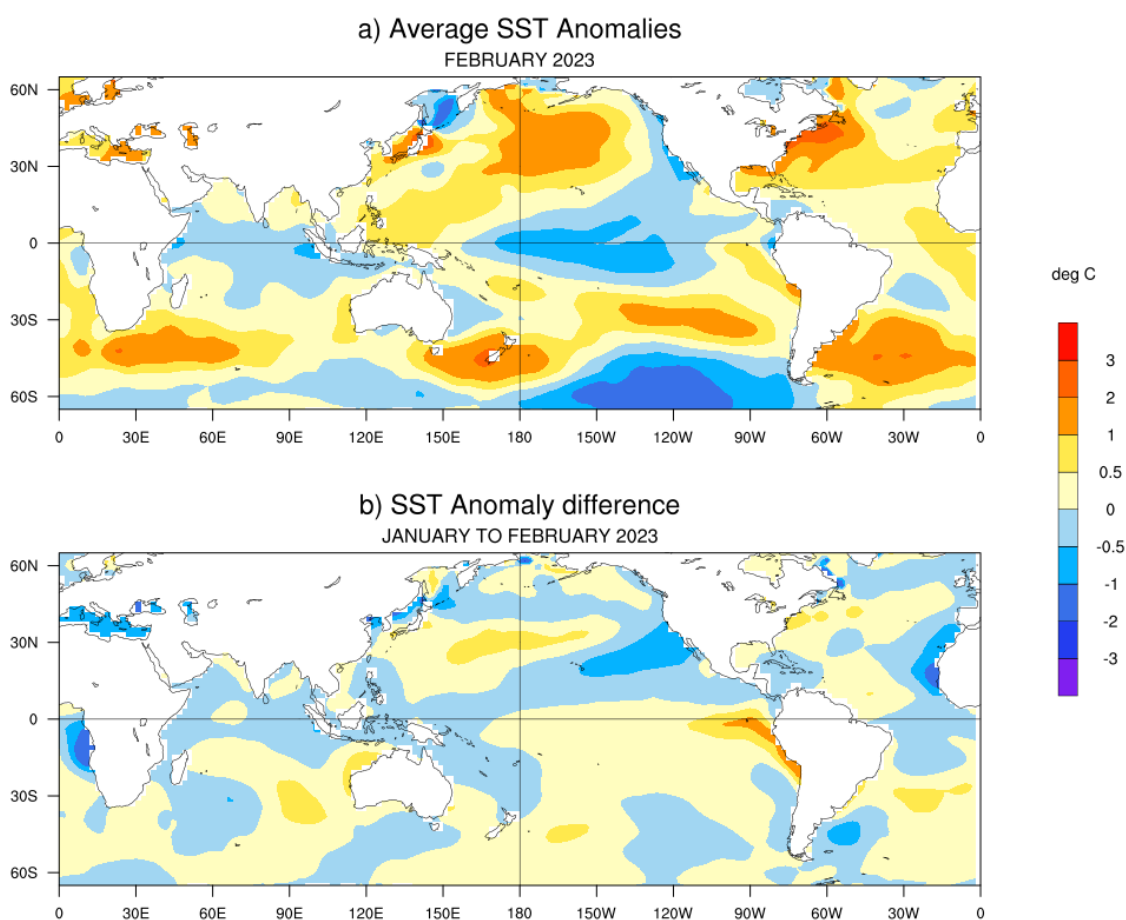 a) Average SST Anomalies
FEBRUARY 2023
60N
30N
0
30S
60S
0 30E 60E 90E 120E 150E 180 150W 120W 90W 60W 30W 0
deg C
3
2
1
0.5
0
-0.5
-1
-2
-3
b) SST Anomaly difference
JANUARY TO FEBRUARY 2023
60N
30N
0
30S
60S
0 30E 60E 90E 120E 150E 180 150W 120W 90W 60W 30W 0